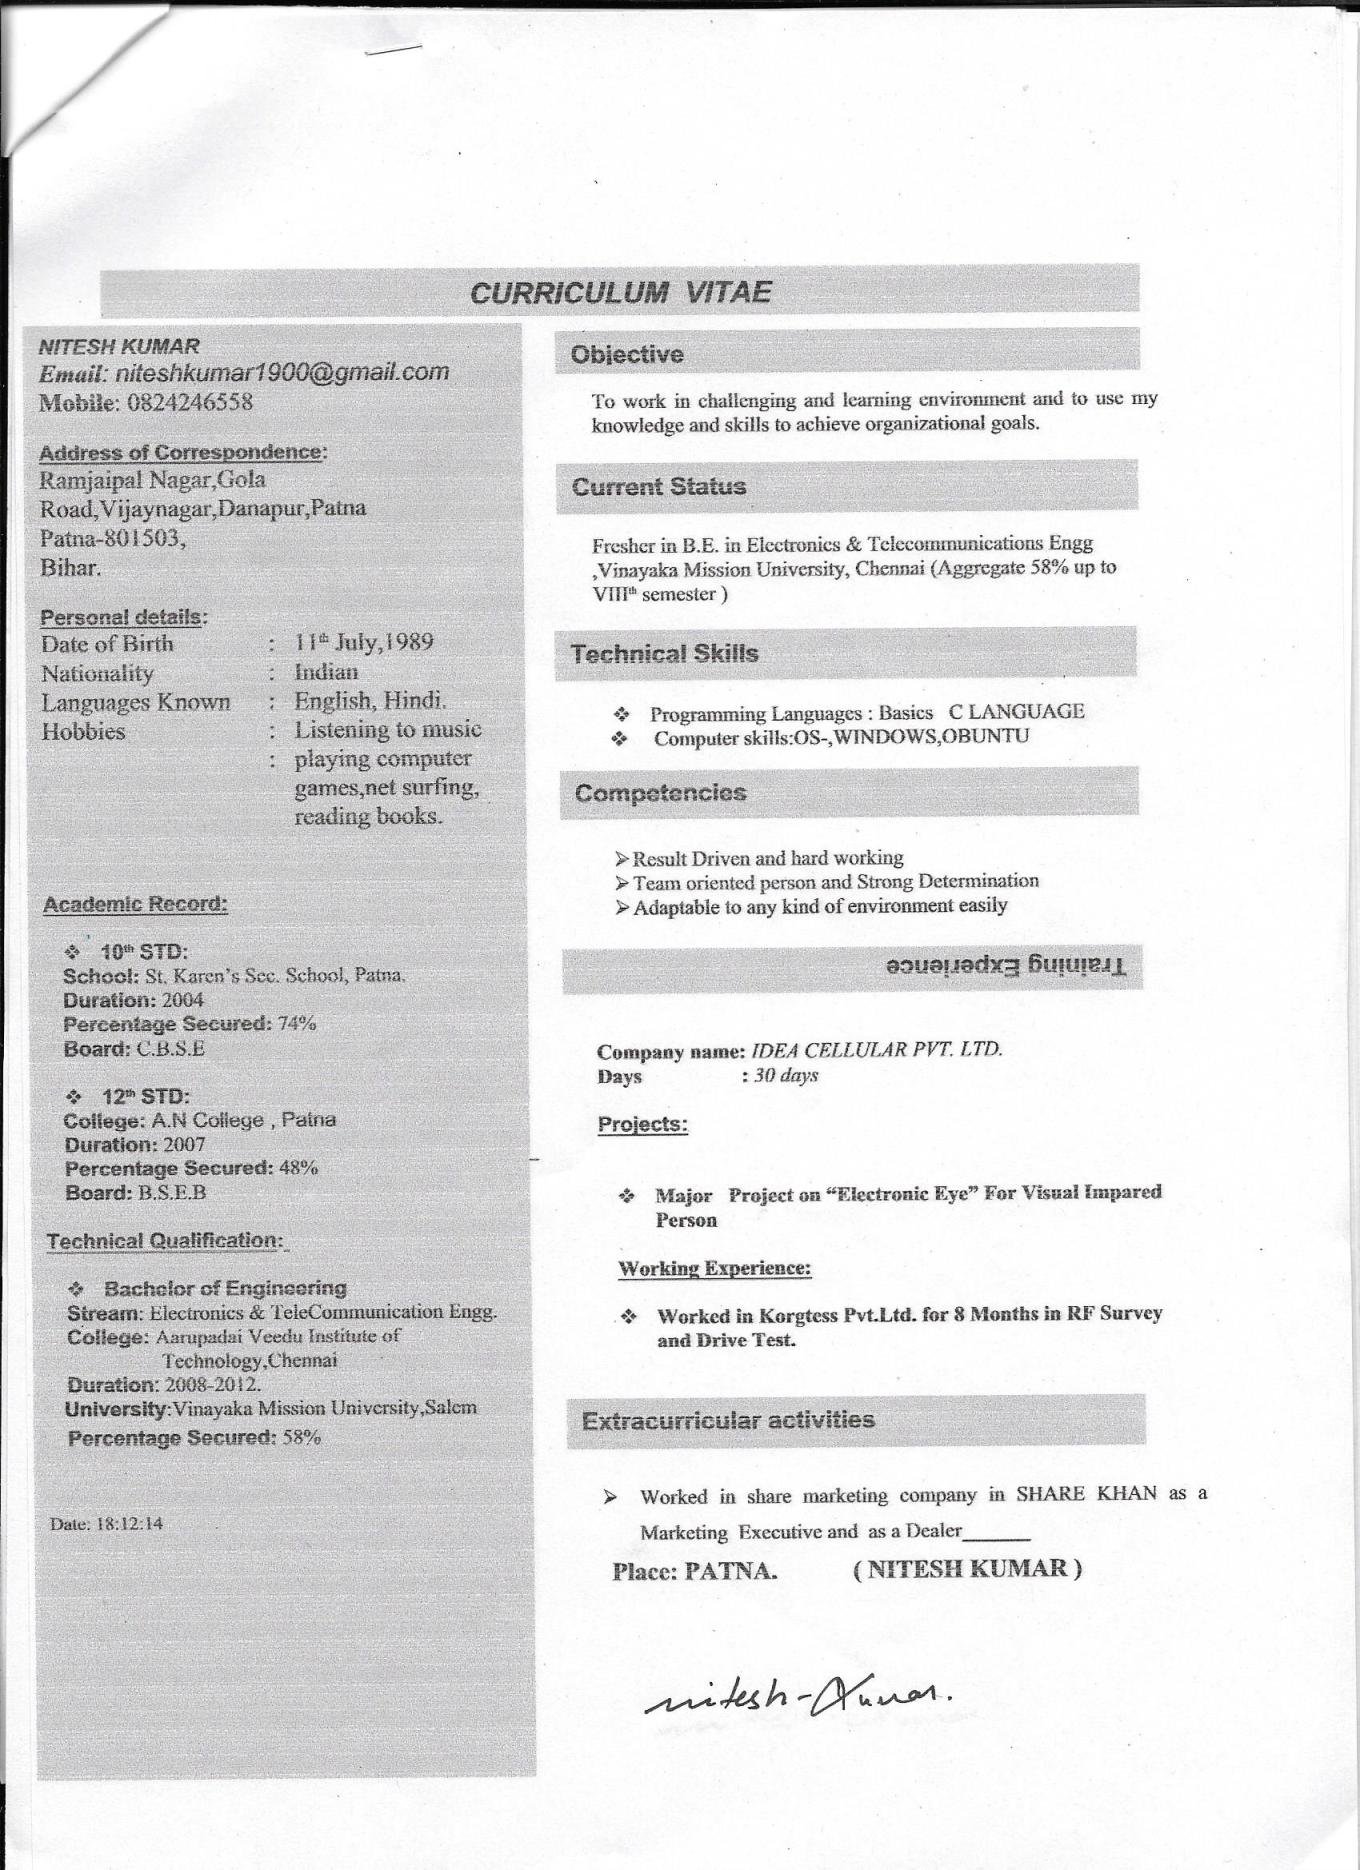 CURRICULUM VITAE
NITESH KUMAR
Email: niteshkumar1900@gmail.com
Mobile: 0824246558
Address of Correspondence:
Ramjaipal Nagar,Gola
Road,Vijaynagar,Danapur,Patna
Patna-801503,
Bihar.
Personal details:
Date of Birth : 11th July,1989
Nationality : Indian
Languages Known : English, Hindi.
Hobbies : Listening to music
: playing computer
games,net surfing,
reading books.
Academic Record:
❖ 10th STD:
School: St. Karen's Sec. School, Patna.
Duration: 2004
Percentage Secured: 74%
Board: C.B.S.E
❖ 12th STD:
College: A.N College , Patna
Duration: 2007
Percentage Secured: 48%
Board: B.S.E.B
Technical Qualification:
❖ Bachelor of Engineering
Stream: Electronics & TeleCommunication Engg.
College: Aarupadai Veedu Institute of
Technology,Chennai
Duration: 2008-2012.
University:Vinayaka Mission University,Salem
Percentage Secured: 58%
Date: 18:12:14
Objective
To work in challenging and learning environment and to use my
knowledge and skills to achieve organizational goals.
Current Status
Fresher in B.E. in Electronics & Telecommunications Engg
,Vinayaka Mission University, Chennai (Aggregate 58% up to
VIIIth semester )
Technical Skills
❖ Programming Languages : Basics C LANGUAGE
❖ Computer skills:OS-,WINDOWS,OBUNTU
Competencies
➢ Result Driven and hard working
➢ Team oriented person and Strong Determination
➢ Adaptable to any kind of environment easily
Training Experience
Company name: IDEA CELLULAR PVT. LTD.
Days : 30 days
Projects:
❖ Major Project on “Electronic Eye” For Visual Impared
Person
Working Experience:
❖ Worked in Korgtess Pvt.Ltd. for 8 Months in RF Survey
and Drive Test.
Extracurricular activities
➢ Worked in share marketing company in SHARE KHAN as a
Marketing Executive and as a Dealer______
Place: PATNA. ( NITESH KUMAR )
nitesh-Kumar.